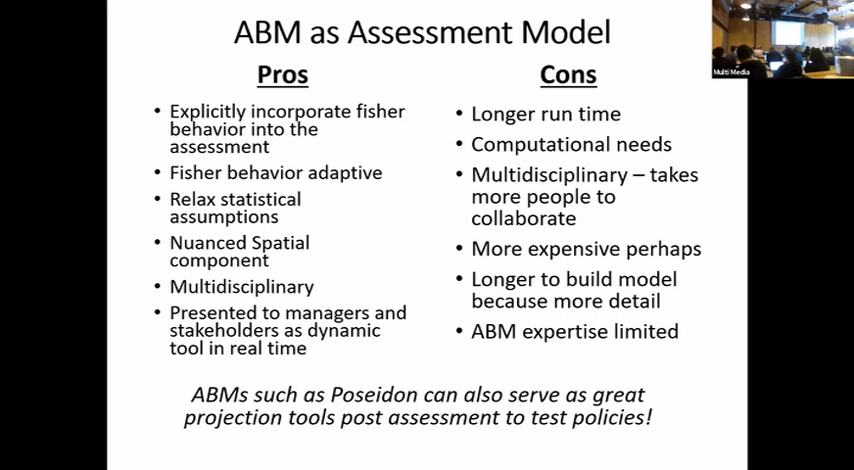 ABM as Assessment Model
Pros
• Explicitly incorporate fisher
behavior into the
assessment
• Fisher behavior adaptive
• Relax statistical
assumptions
• Nuanced Spatial
component
• Multidisciplinary
• Presented to managers and
stakeholders as dynamic
tool in real time
Cons
• Longer run time
• Computational needs
• Multidisciplinary – takes
more people to
collaborate
• More expensive perhaps
• Longer to build model
because more detail
• ABM expertise limited
ABMs such as Poseidon can also serve as great
projection tools post assessment to test policies!
Multi Media